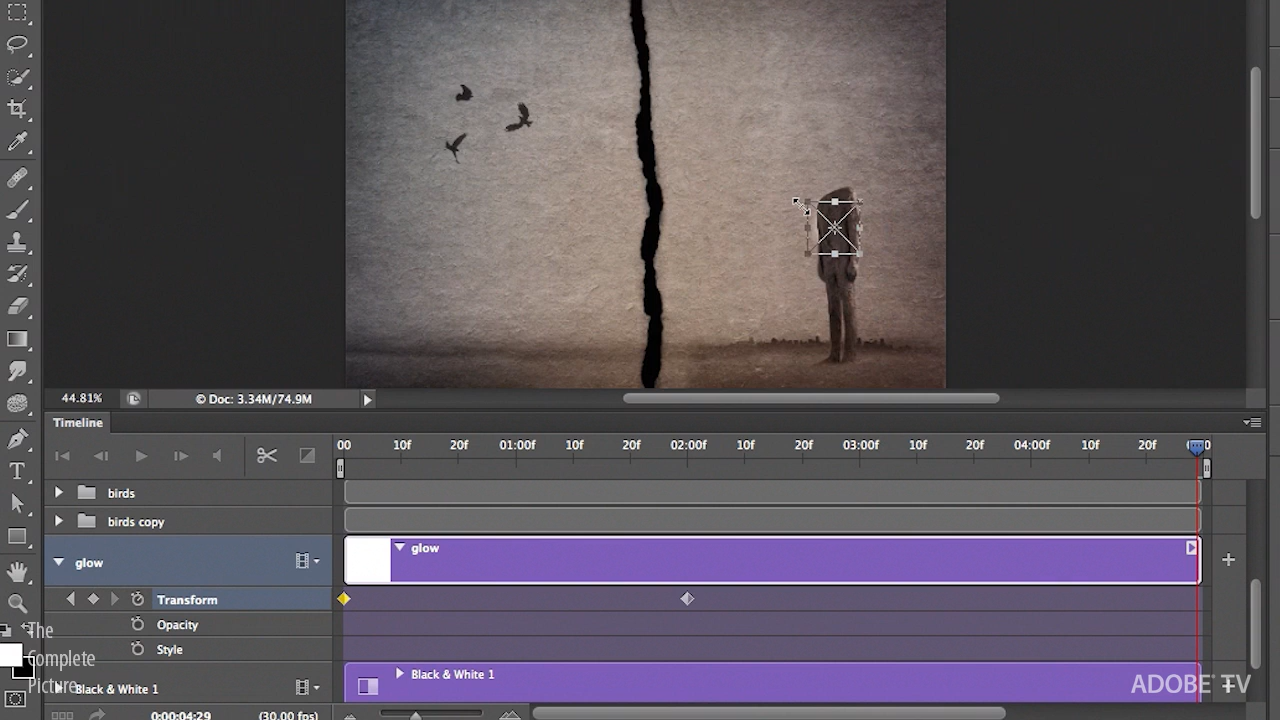 44.81%
© Doc: 3.34M/74.9M
Timeline
00 10f 20f 01:00f 10f 20f 02:00f 10f 20f 03:00f 10f 20f 04:00f 10f 20f
birds
birds copy
glow
glow
Transform
Opacity
Style
Black & White 1
Black & White 1
0:00:04:29 (30.00 fps)
The
Complete
Picture
ADOBE® TV